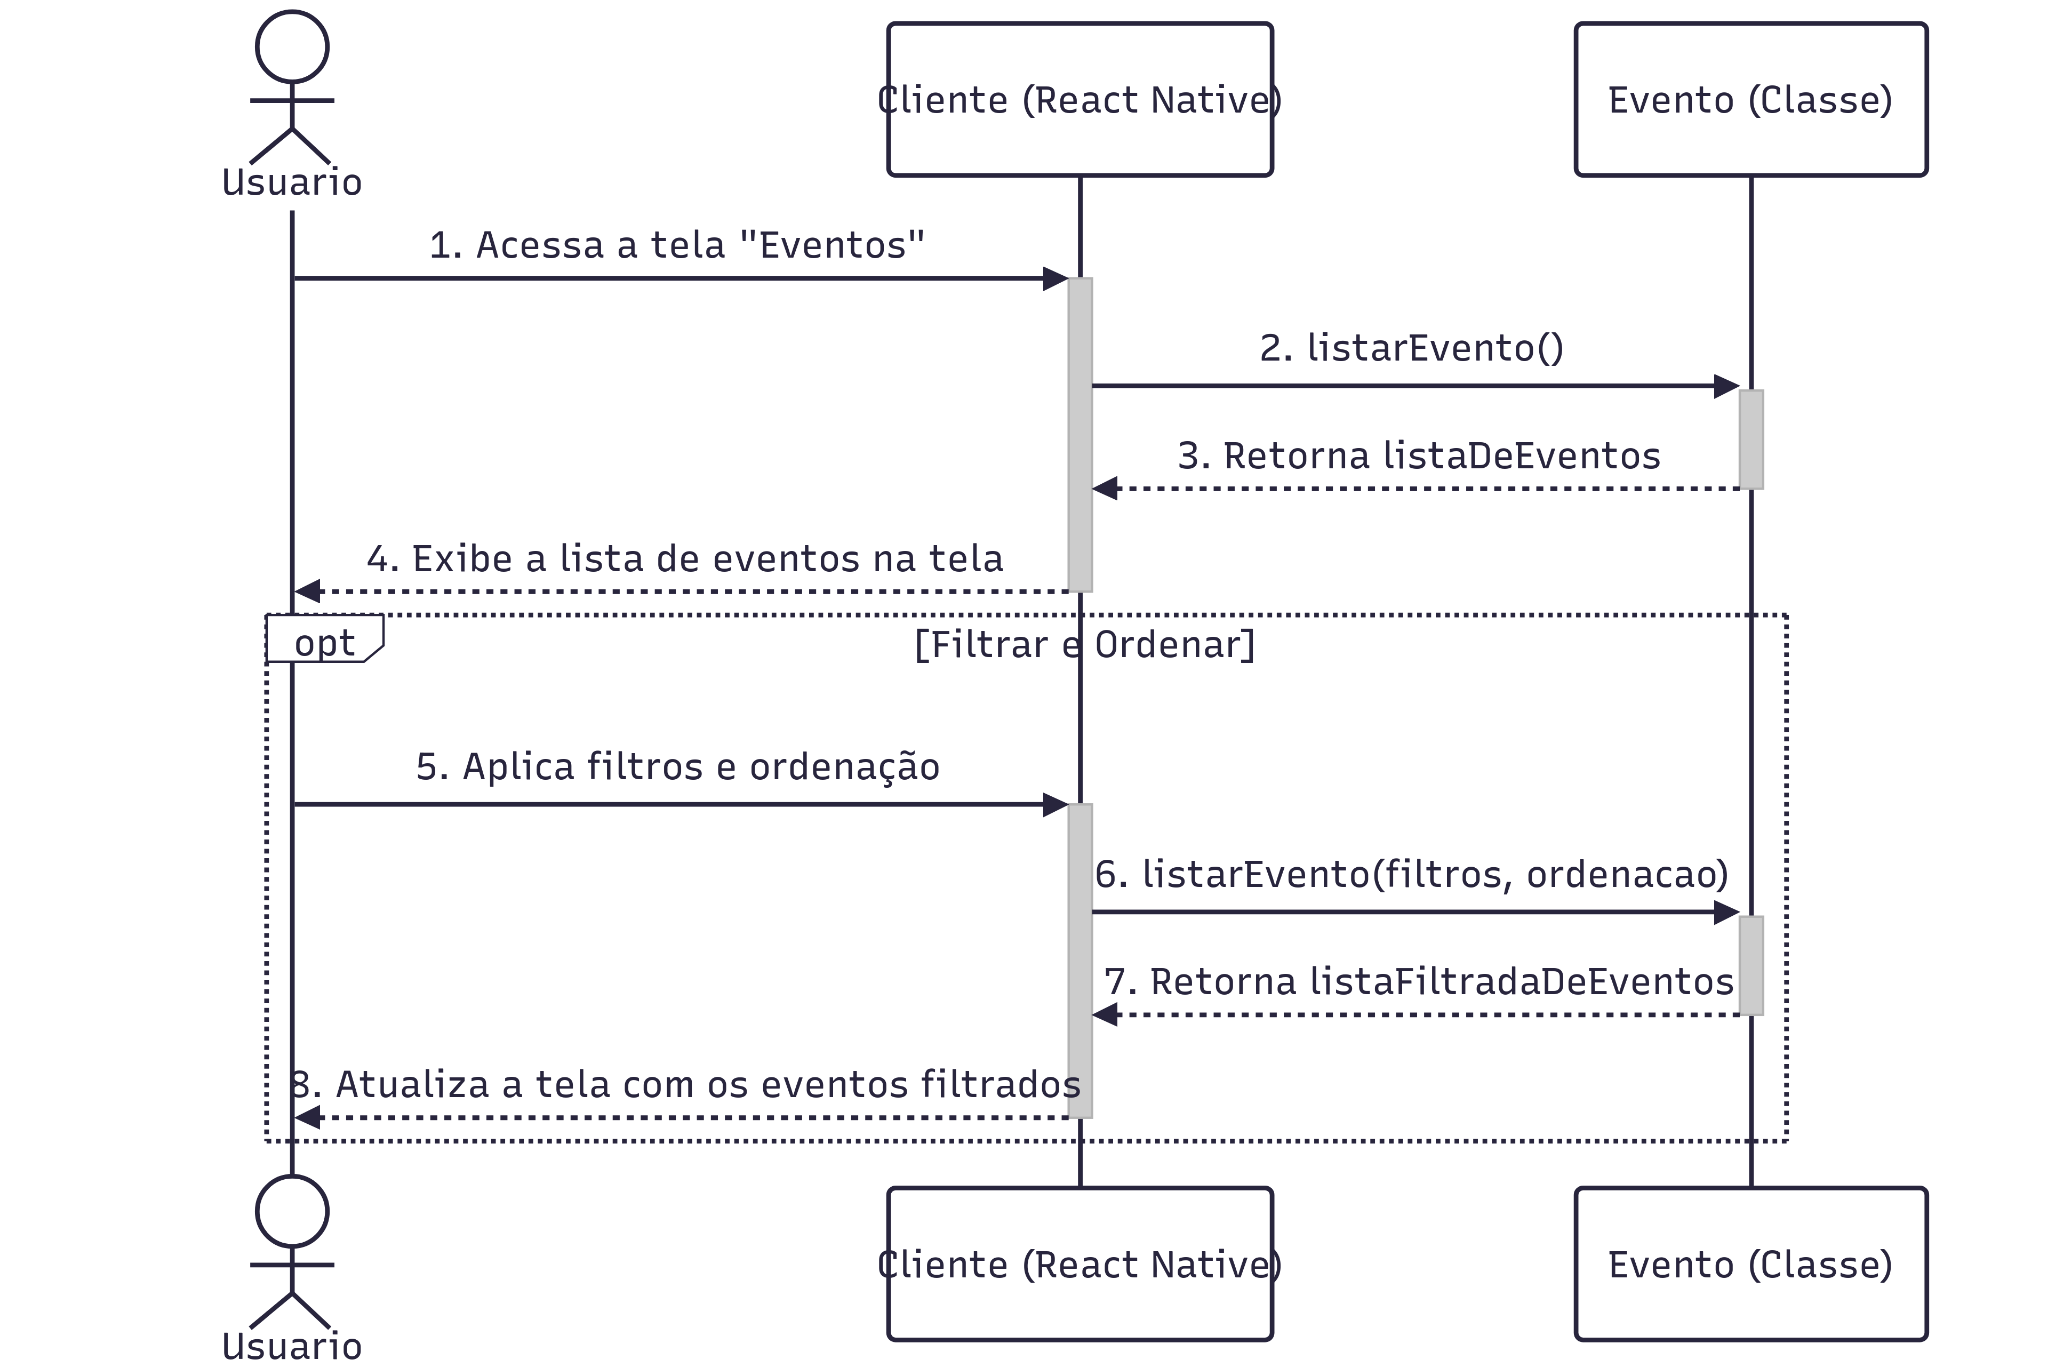 Usuario
Cliente (React Native)
Evento (Classe)
1. Acessa a tela "Eventos"
2. listarEvento()
3. Retorna listaDeEventos
4. Exibe a lista de eventos na tela
opt
[Filtrar e Ordenar]
5. Aplica filtros e ordenação
6. listarEvento(filtros, ordenacao)
7. Retorna listaFiltradaDeEventos
8. Atualiza a tela com os eventos filtrados
Usuario
Cliente (React Native)
Evento (Classe)